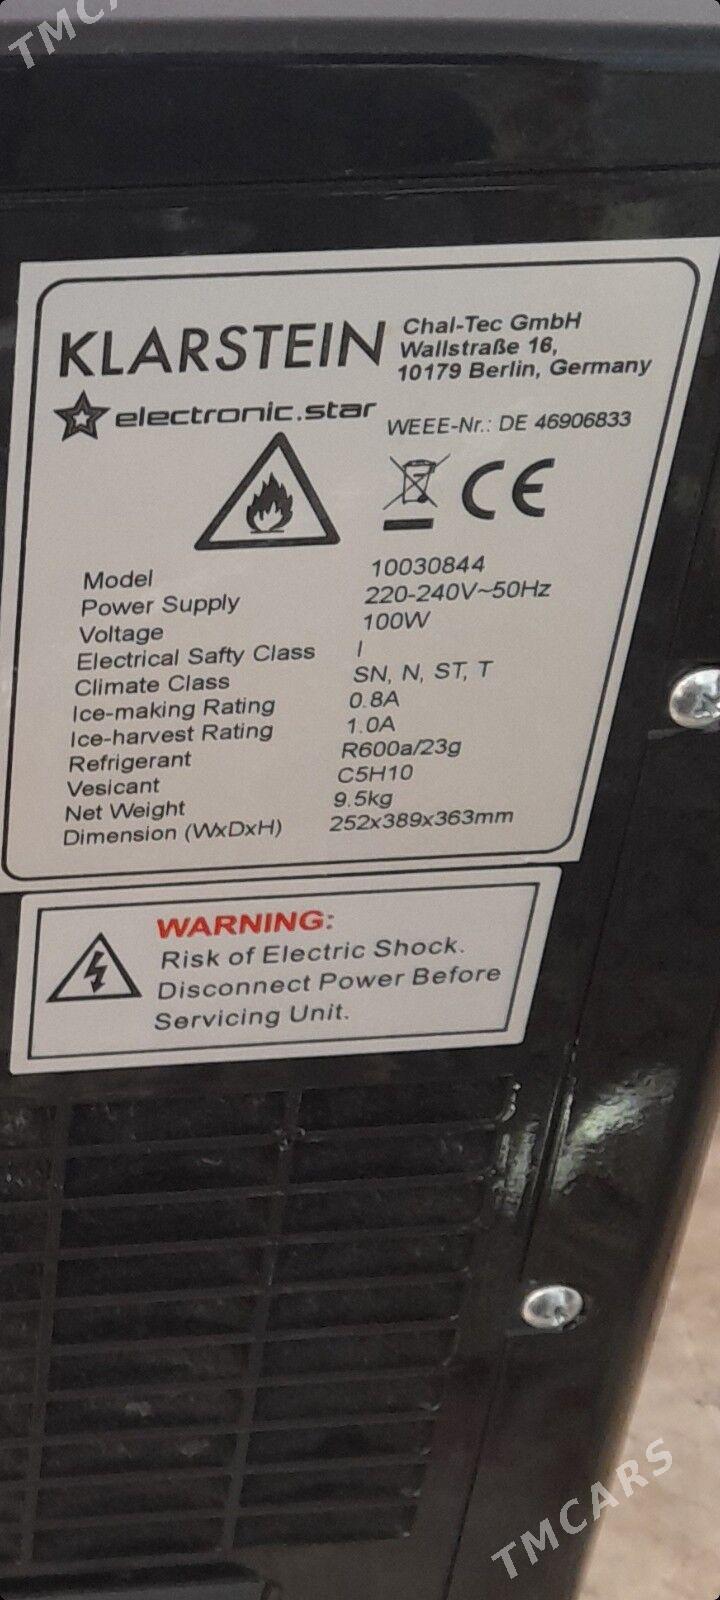 TMCA
KLARSTEIN
Chal-Tec GmbH
Wallstraße 16,
10179 Berlin, Germany
electronic.star
WEEE-Nr.: DE 46906833
CE
Model 10030844
Power Supply 220-240V~50Hz
Voltage 100W
Electrical Safty Class I
Climate Class SN, N, ST, T
Ice-making Rating 0.8A
Ice-harvest Rating 1.0A
Refrigerant R600a/23g
Vesicant C5H10
Net Weight 9.5kg
Dimension (WxDxH) 252x389x363mm
WARNING:
Risk of Electric Shock.
Disconnect Power Before
Servicing Unit.
TMCARS